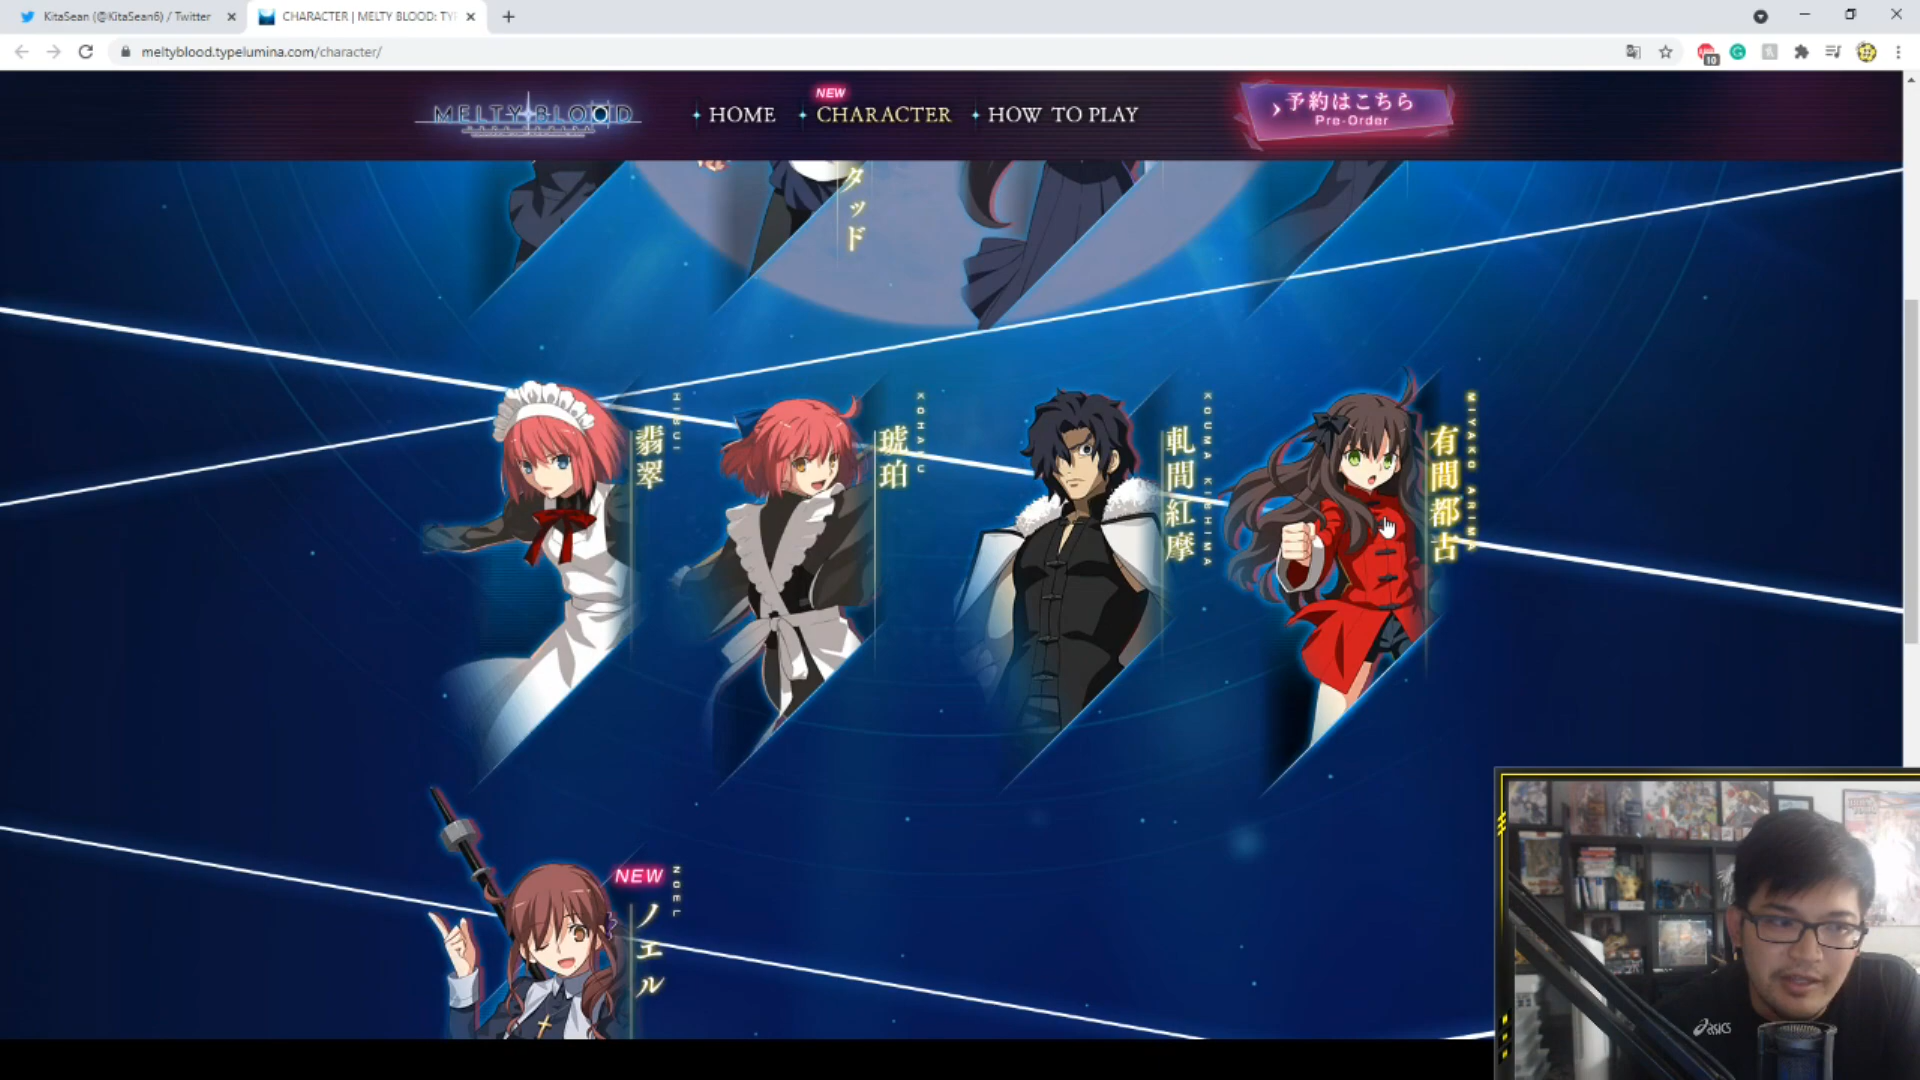 KitaSean (@KitaSean6) / Twitter
CHARACTER | MELTY BLOOD: TYP
meltyblood.typelumina.com/character/
10
MELTY BLOOD
HOME
NEW
CHARACTER
HOW TO PLAY
予約はこちら
Pre-Order
タッド
HISUI
翡翠
KOHAKU
琥珀
KOUMA KISHIMA
軋間紅摩
MIYAKO ARIMA
有間都古
NEW
NOEL
ノエル
asics